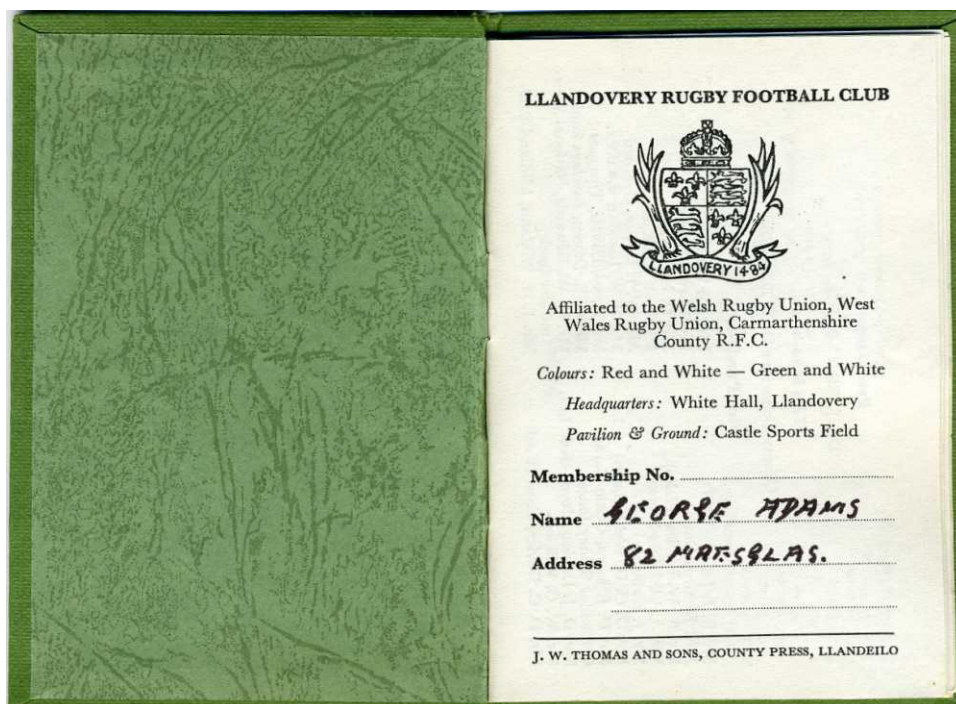 LLANDOVERY RUGBY FOOTBALL CLUB
LLANDOVERY 1484
Affiliated to the Welsh Rugby Union, West
Wales Rugby Union, Carmarthenshire
County R.F.C.
Colours: Red and White — Green and White
Headquarters: White Hall, Llandovery
Pavilion & Ground: Castle Sports Field
Membership No.
Name GEORGE ADAMS
Address 82 MAESGLAS.
J. W. THOMAS AND SONS, COUNTY PRESS, LLANDEILO